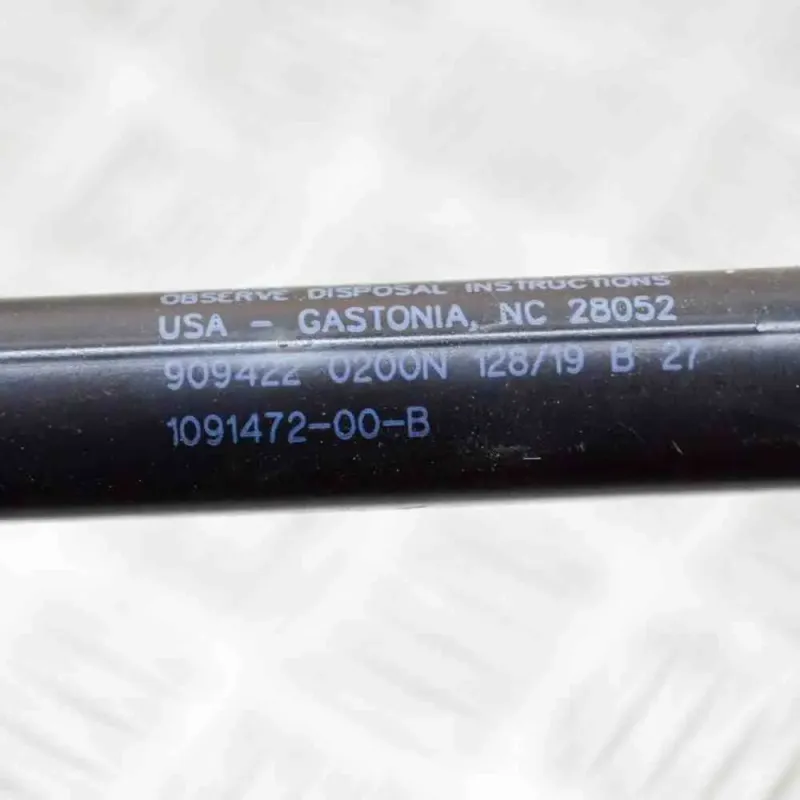 OBSERVE DISPOSAL INSTRUCTIONS
USA - GASTONIA, NC 28052
909422 0200N 128/19 B 27
1091472-00-B